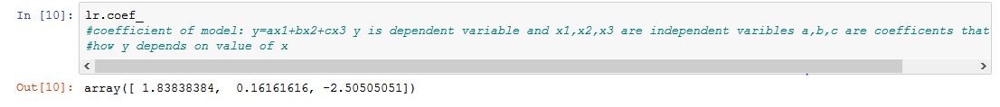 In [10]: lr.coef_
#coefficient of model: y=ax1+bx2+cx3 y is dependent variable and x1,x2,x3 are independent varibles a,b,c are coefficents that
#how y depends on value of x
Out[10]: array([ 1.83838384,  0.16161616, -2.50505051])